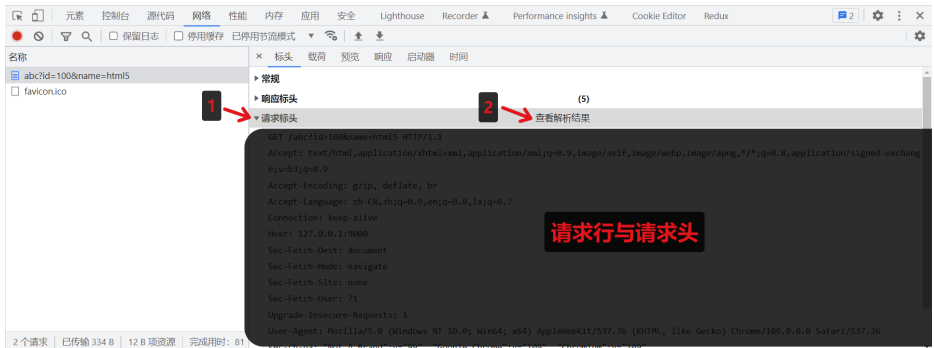 元素 控制台 源代码 网络 性能 内存 应用 安全 Lighthouse Recorder Performance insights Cookie Editor Redux 2
保留日志 停用缓存 已停用节流模式
名称
× 标头 载荷 预览 响应 启动器 时间
abc?id=100&name=html5
favicon.ico
常规
响应标头 (5)
1
2
请求标头 查看解析结果
GET /abc?id=100&name=html5 HTTP/1.1
Accept: text/html,application/xhtml+xml,application/xml;q=0.9,image/avif,image/webp,image/apng,*/*;q=0.8,application/signed-exchang
e;v=b3;q=0.9
Accept-Encoding: gzip, deflate, br
Accept-Language: zh-CN,zh;q=0.9,en;q=0.8,la;q=0.7
Connection: keep-alive
Host: 127.0.0.1:9000
请求行与请求头
Sec-Fetch-Dest: document
Sec-Fetch-Mode: navigate
Sec-Fetch-Site: none
Sec-Fetch-User: ?1
Upgrade-Insecure-Requests: 1
User-Agent: Mozilla/5.0 (Windows NT 10.0; Win64; x64) AppleWebKit/537.36 (KHTML, like Gecko) Chrome/109.0.0.0 Safari/537.36
2 个请求 已传输 334 B 12 B 项资源 完成用时: 81